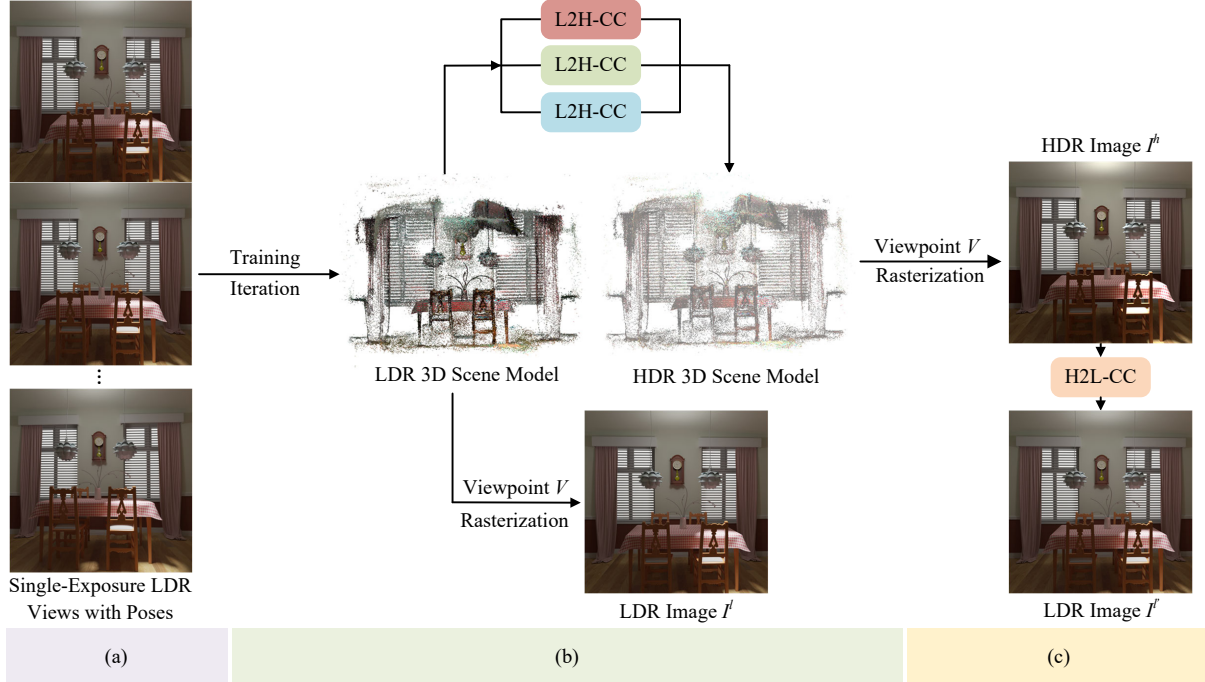 L2H-CC
L2H-CC
L2H-CC
Training
Iteration
LDR 3D Scene Model
HDR 3D Scene Model
Viewpoint V
Rasterization
HDR Image I^h
H2L-CC
Viewpoint V
Rasterization
Single-Exposure LDR
Views with Poses
LDR Image I^l
LDR Image I^l'
(a)
(b)
(c)